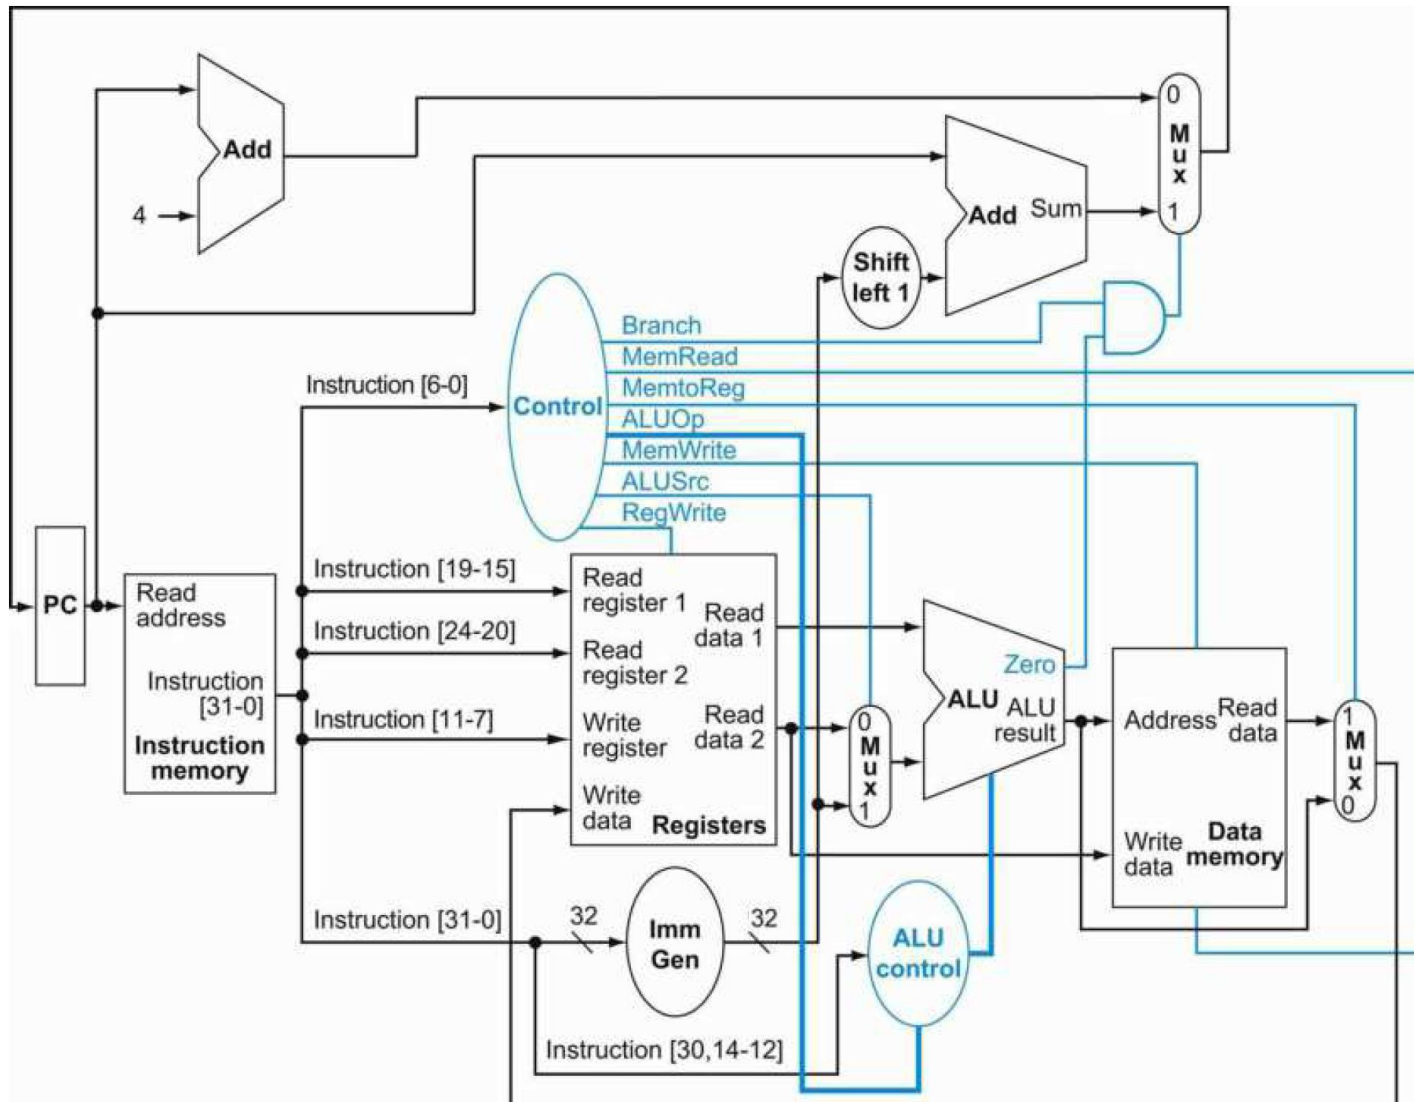 0
M
u
x
1
Add
4
Add Sum
Shift
left 1
Branch
MemRead
MemtoReg
ALUOp
MemWrite
ALUSrc
RegWrite
Instruction [6-0]
Control
PC
Read
address
Instruction
[31-0]
Instruction
memory
Instruction [19-15]
Instruction [24-20]
Instruction [11-7]
Read
register 1
Read
register 2
Write
register
Write
data
Read
data 1
Read
data 2
Registers
0
M
u
x
1
Zero
ALU
ALU
result
Address
Read
data
Write
data
Data
memory
1
M
u
x
0
Instruction [31-0]
32
Imm
Gen
32
ALU
control
Instruction [30,14-12]